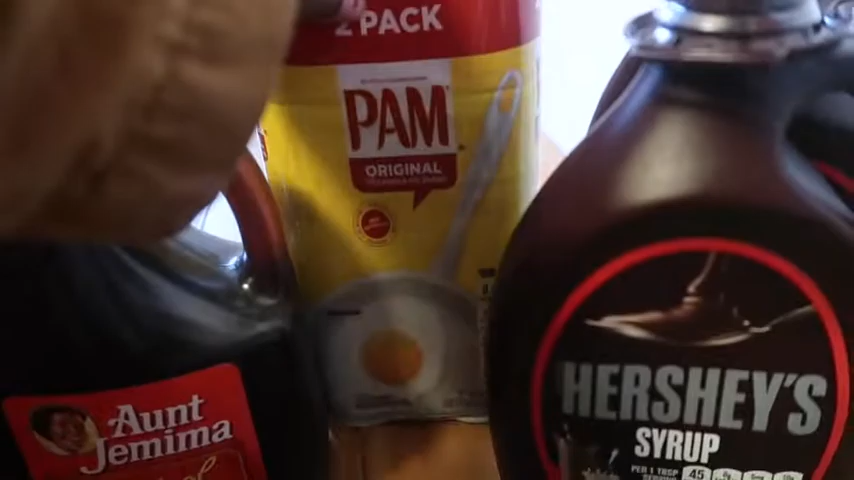 2 PACK
PAM
ORIGINAL
Aunt
Jemima
HERSHEY'S
SYRUP
PER 1 TBSP
45